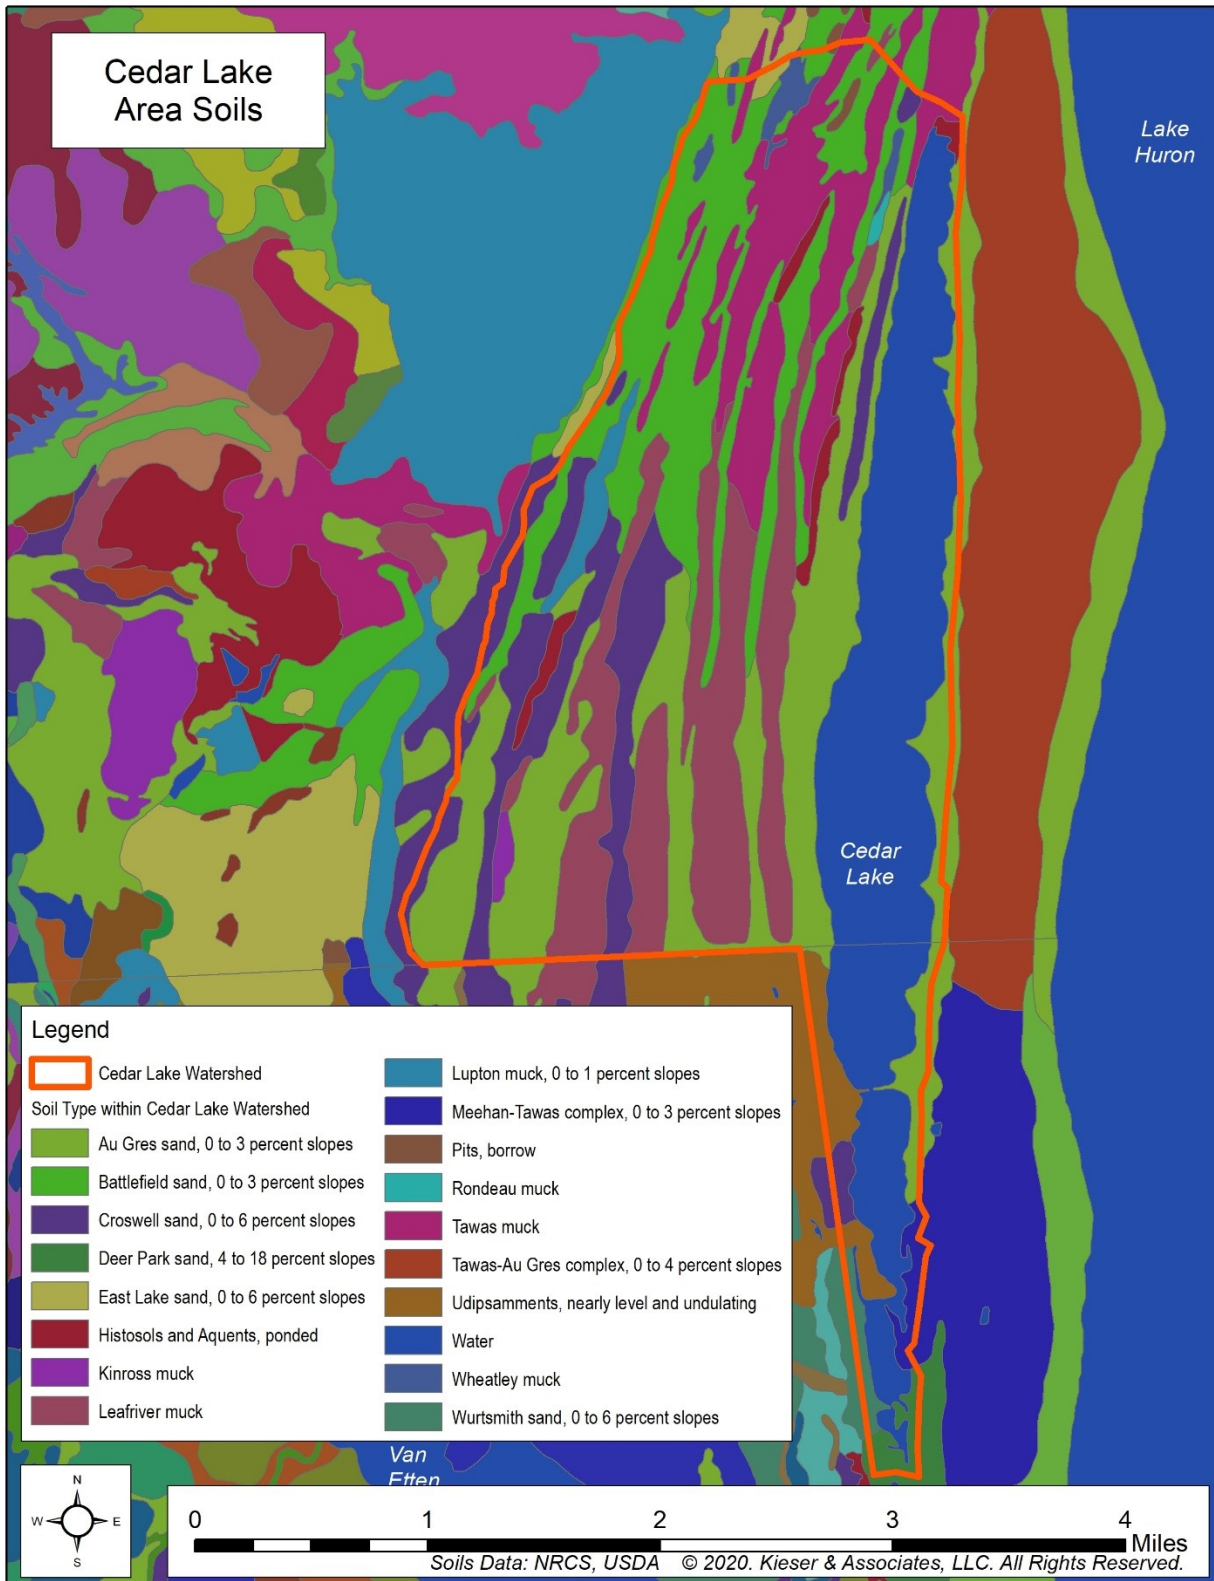 Cedar Lake
Area Soils
Lake
Huron
Cedar
Lake
Legend
Cedar Lake Watershed
Soil Type within Cedar Lake Watershed
Au Gres sand, 0 to 3 percent slopes
Battlefield sand, 0 to 3 percent slopes
Croswell sand, 0 to 6 percent slopes
Deer Park sand, 4 to 18 percent slopes
East Lake sand, 0 to 6 percent slopes
Histosols and Aquents, ponded
Kinross muck
Leafriver muck
Lupton muck, 0 to 1 percent slopes
Meehan-Tawas complex, 0 to 3 percent slopes
Pits, borrow
Rondeau muck
Tawas muck
Tawas-Au Gres complex, 0 to 4 percent slopes
Udipsamments, nearly level and undulating
Water
Wheatley muck
Wurtsmith sand, 0 to 6 percent slopes
Van
Etten
N
W E
S
0 1 2 3 4
Miles
Soils Data: NRCS, USDA © 2020. Kieser & Associates, LLC. All Rights Reserved.